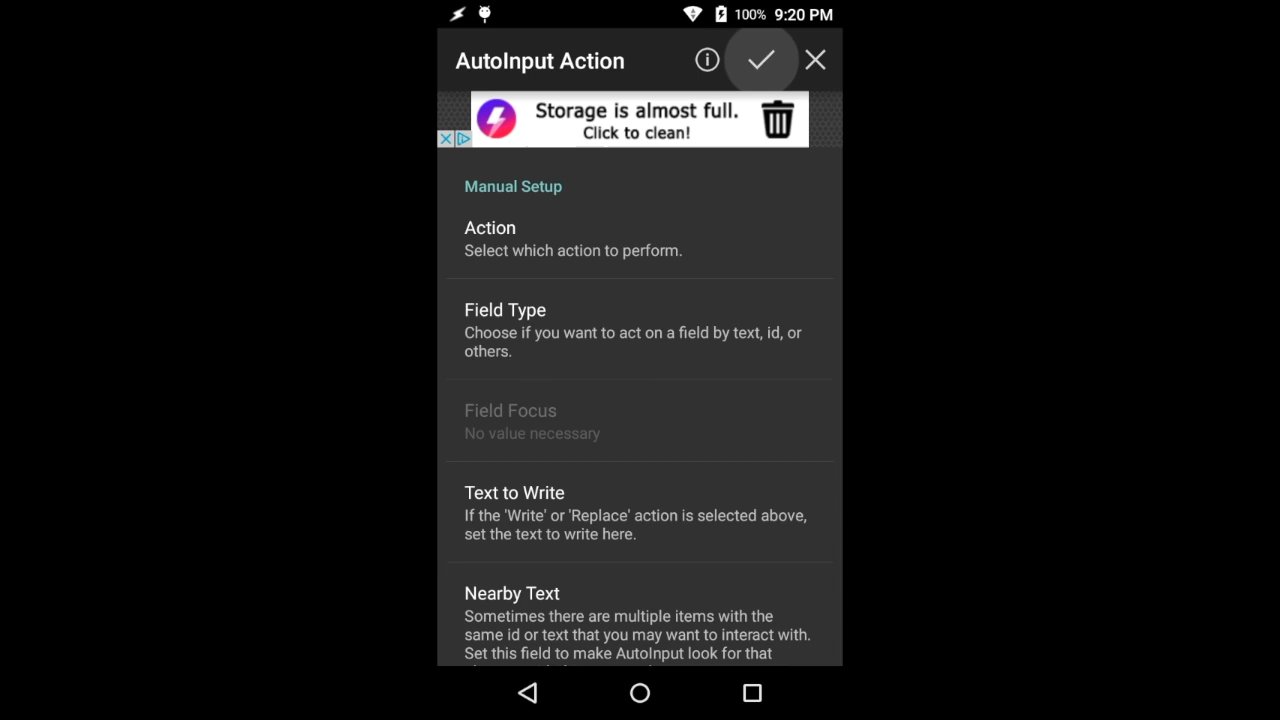 100% 9:20 PM
AutoInput Action
Storage is almost full.
Click to clean!
Manual Setup
Action
Select which action to perform.
Field Type
Choose if you want to act on a field by text, id, or
others.
Field Focus
No value necessary
Text to Write
If the 'Write' or 'Replace' action is selected above,
set the text to write here.
Nearby Text
Sometimes there are multiple items with the
same id or text that you may want to interact with.
Set this field to make AutoInput look for that